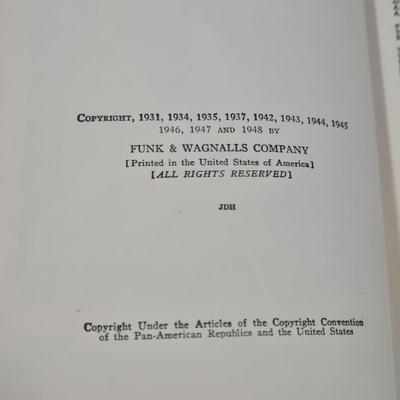 COPYRIGHT, 1931, 1934, 1935, 1937, 1942, 1943, 1944, 1945
1946, 1947 AND 1948 BY
FUNK & WAGNALLS COMPANY
[Printed in the United States of America]
[ALL RIGHTS RESERVED]
JDH
Copyright Under the Articles of the Copyright Convention
of the Pan-American Republics and the United States